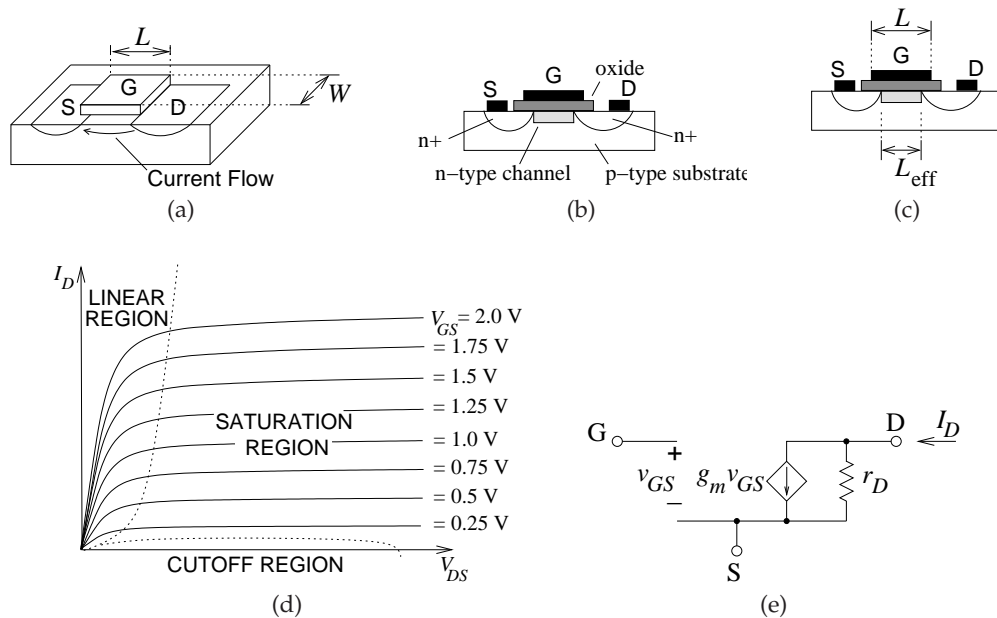 L
G
S
D
W
Current Flow
(a)
G
oxide
S
D
n+
n+
n−type channel
p−type substrate
(b)
L
G
S
D
L_eff
(c)
I_D
LINEAR
REGION
V_GS = 2.0 V
= 1.75 V
= 1.5 V
= 1.25 V
SATURATION
REGION
= 1.0 V
= 0.75 V
= 0.5 V
= 0.25 V
CUTOFF REGION
V_DS
(d)
G
D
I_D
+
v_GS
g_m v_GS
r_D
−
S
(e)